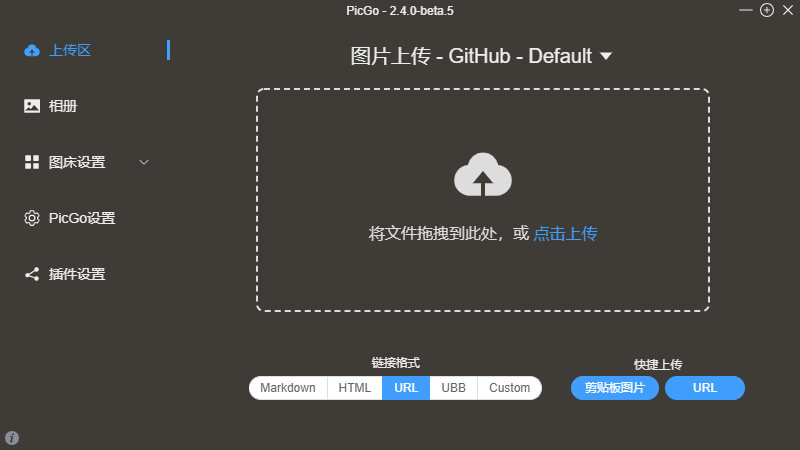 PicGo - 2.4.0-beta.5
上传区
相册
图床设置
PicGo设置
插件设置
图片上传 - GitHub - Default
将文件拖拽到此处，或 点击上传
链接格式
Markdown HTML URL UBB Custom
快捷上传
剪贴板图片 URL